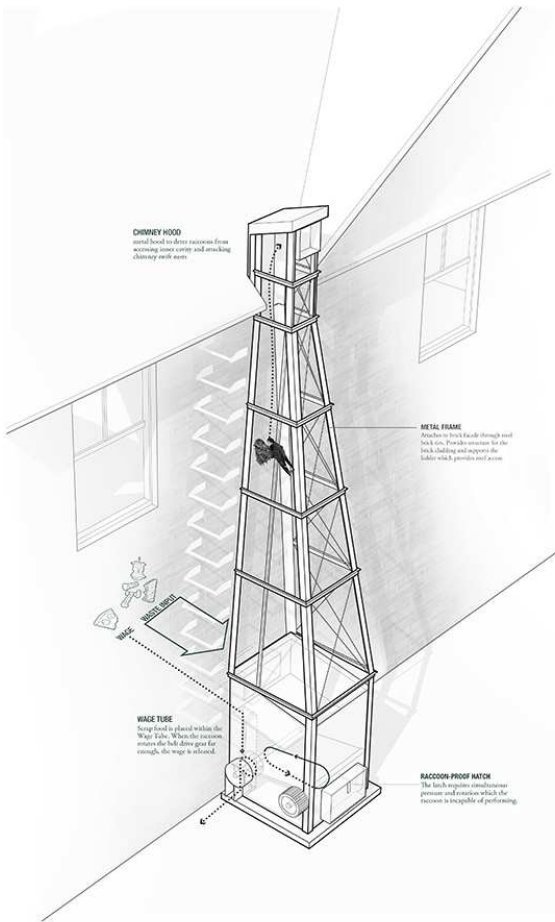 CHIMNEY HOOD
metal hood to deter raccoons from
accessing inner cavity and attacking
chimney swift nests
METAL FRAME
Attaches to brick facade through steel
brick ties. Provides structure for the
brick cladding and supports the
ladder which provides roof access
WASTE INPUT
WAGE
WAGE TUBE
Scrap food is placed within the
Wage Tube. When the raccoon
rotates the belt drive gear far
enough, the wage is released.
RACCOON-PROOF HATCH
The latch requires simultaneous
pressure and rotation which the
raccoon is incapable of performing.